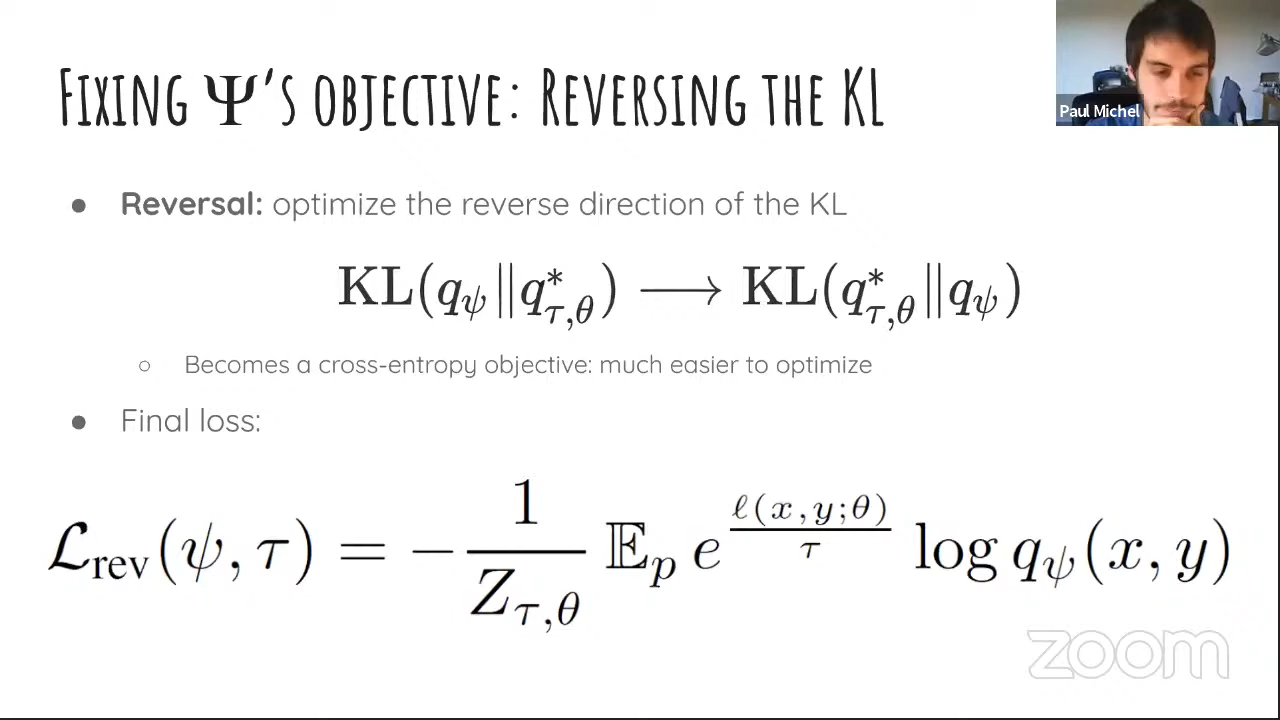 Fixing Ψ's objective: Reversing the KL
Paul Michel
● Reversal: optimize the reverse direction of the KL
KL(q_ψ||q*_{τ,θ}) ⟶ KL(q*_{τ,θ}||q_ψ)
○ Becomes a cross-entropy objective: much easier to optimize
● Final loss:
ℒ_rev(ψ, τ) = − 1/Z_{τ,θ} 𝔼_p e^{ℓ(x,y;θ)/τ} log q_ψ(x, y)
zoom